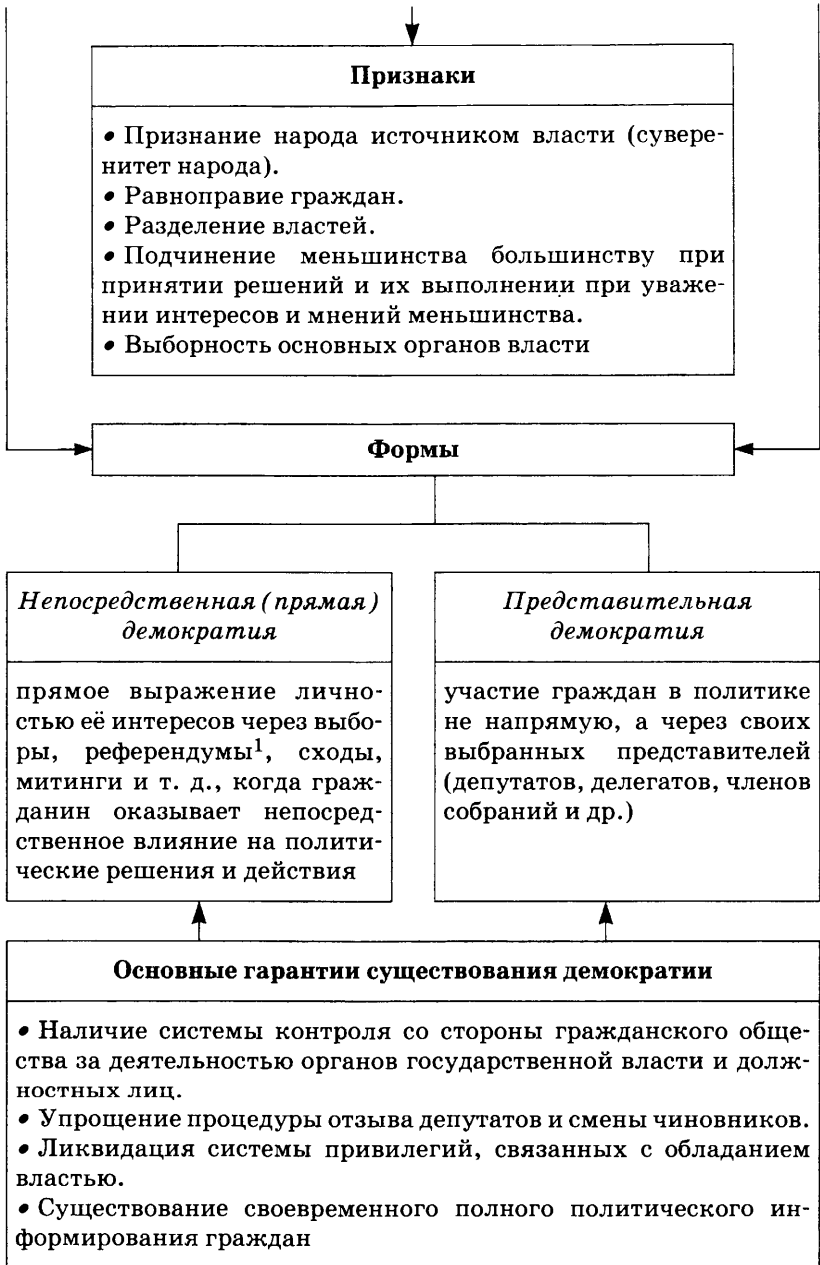 Признаки
• Признание народа источником власти (сувере-
нитет народа).
• Равноправие граждан.
• Разделение властей.
• Подчинение меньшинства большинству при
принятии решений и их выполнении при уваже-
нии интересов и мнений меньшинства.
• Выборность основных органов власти
Формы
Непосредственная (прямая)
демократия
прямое выражение лично-
стью её интересов через выбо-
ры, референдумы¹, сходы,
митинги и т. д., когда граж-
данин оказывает непосред-
ственное влияние на полити-
ческие решения и действия
Представительная
демократия
участие граждан в политике
не напрямую, а через своих
выбранных представителей
(депутатов, делегатов, членов
собраний и др.)
Основные гарантии существования демократии
• Наличие системы контроля со стороны гражданского обще-
ства за деятельностью органов государственной власти и долж-
ностных лиц.
• Упрощение процедуры отзыва депутатов и смены чиновников.
• Ликвидация системы привилегий, связанных с обладанием
властью.
• Существование своевременного полного политического ин-
формирования граждан